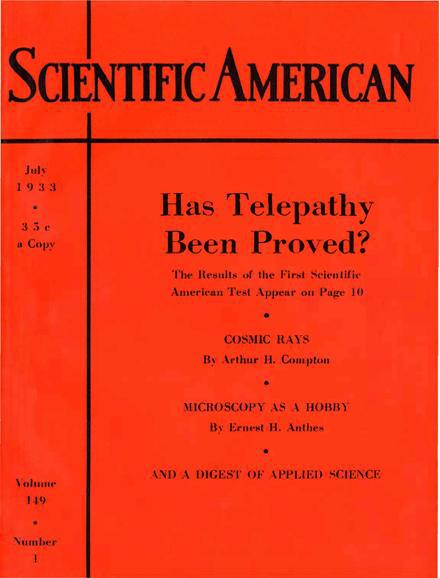 SCIENTIFIC AMERICAN
July
1933
•
35c
a Copy
Has Telepathy
Been Proved?
The Results of the First Scientific
American Test Appear on Page 10
•
COSMIC RAYS
By Arthur H. Compton
•
MICROSCOPY AS A HOBBY
By Ernest H. Anthes
•
AND A DIGEST OF APPLIED SCIENCE
Volume
149
•
Number
1